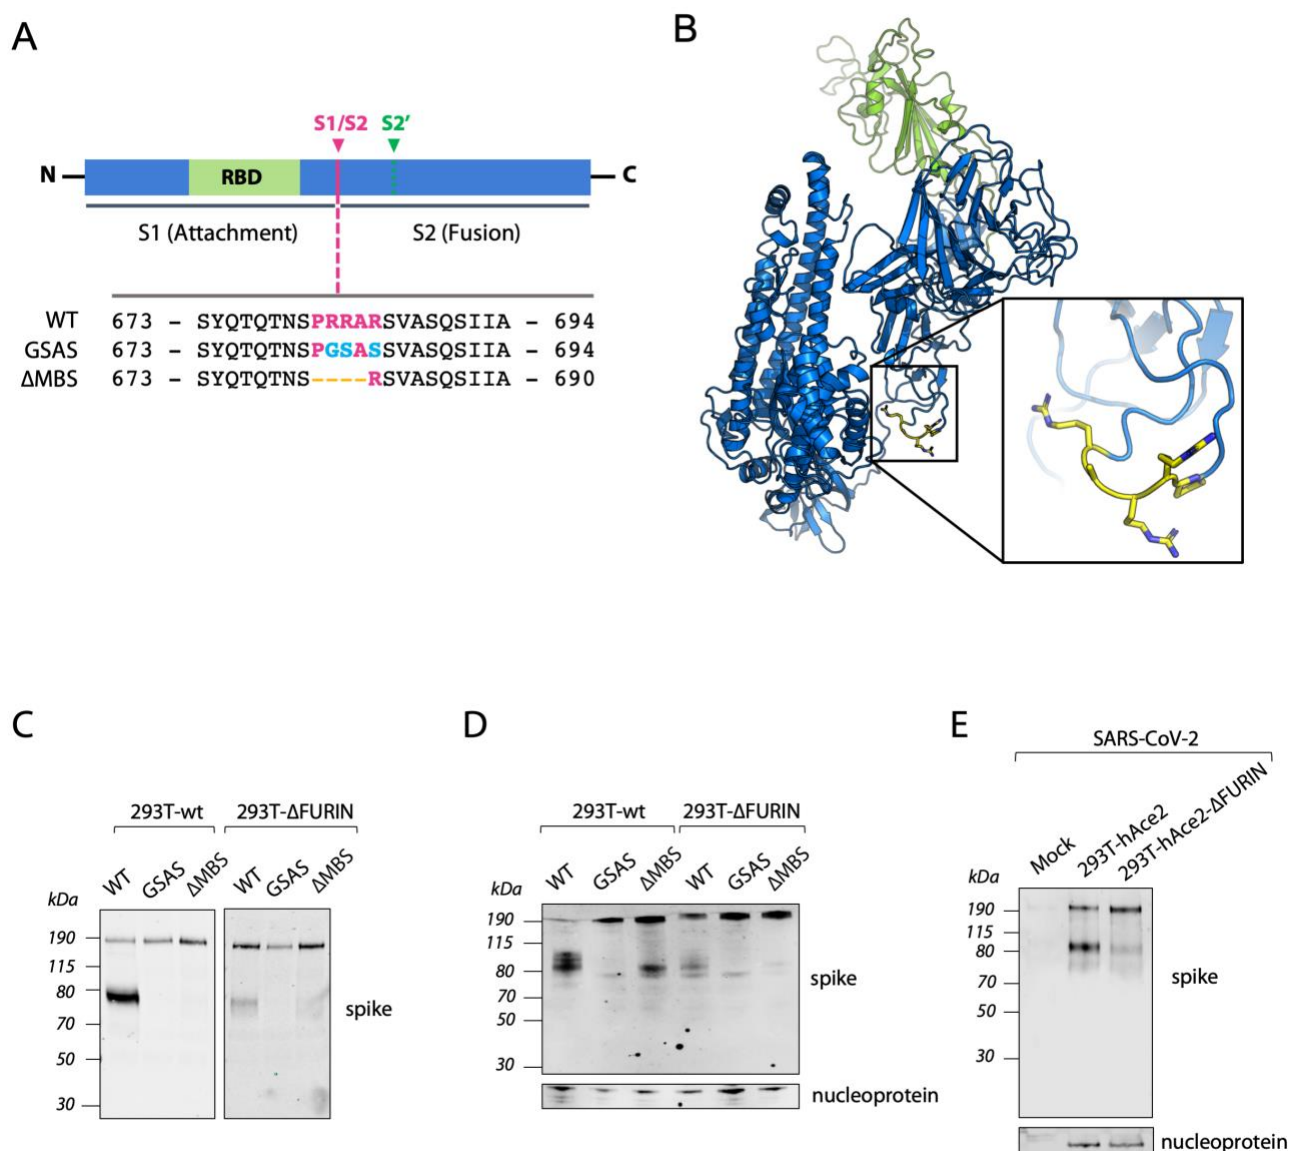 A
B
S1/S2 S2′
N RBD C
S1 (Attachment) S2 (Fusion)
WT 673 - SYQTQTNSPRRARSVASQSIIA - 694
GSAS 673 - SYQTQTNSPGSASSVASQSIIA - 694
ΔMBS 673 - SYQTQTNS----RSVASQSIIA - 690
C
293T-wt 293T-ΔFURIN
WT GSAS ΔMBS WT GSAS ΔMBS
kDa
190
115
80
70
50
30
spike
D
293T-wt 293T-ΔFURIN
WT GSAS ΔMBS WT GSAS ΔMBS
kDa
190
115
80
70
50
30
spike
nucleoprotein
E
SARS-CoV-2
Mock 293T-hAce2 293T-hAce2-ΔFURIN
kDa
190
115
80
70
50
30
spike
nucleoprotein